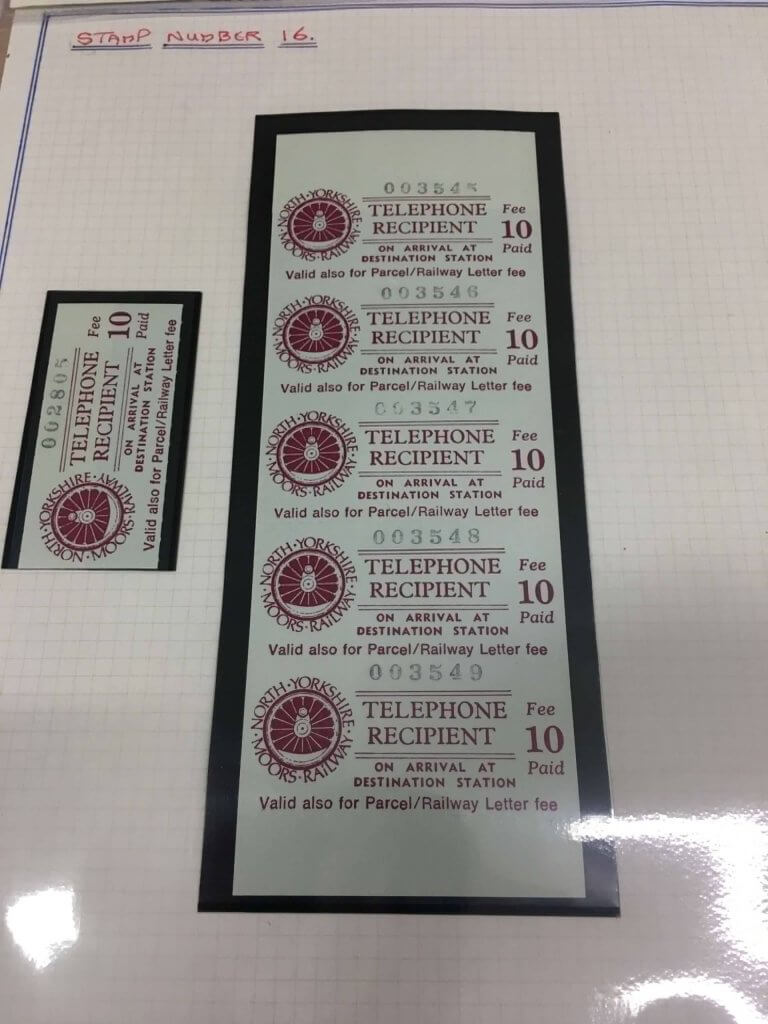 STAMP NUMBER 16.
002805
TELEPHONE
RECIPIENT
Fee
10
Paid
ON ARRIVAL AT
DESTINATION STATION
Valid also for Parcel/Railway Letter fee
NORTH·YORKSHIRE
·MOORS·RAILWAY·
003545
NORTH·YORKSHIRE
·MOORS·RAILWAY·
TELEPHONE
RECIPIENT
Fee
10
Paid
ON ARRIVAL AT
DESTINATION STATION
Valid also for Parcel/Railway Letter fee
003546
NORTH·YORKSHIRE
·MOORS·RAILWAY·
TELEPHONE
RECIPIENT
Fee
10
Paid
ON ARRIVAL AT
DESTINATION STATION
Valid also for Parcel/Railway Letter fee
003547
NORTH·YORKSHIRE
·MOORS·RAILWAY·
TELEPHONE
RECIPIENT
Fee
10
Paid
ON ARRIVAL AT
DESTINATION STATION
Valid also for Parcel/Railway Letter fee
003548
NORTH·YORKSHIRE
·MOORS·RAILWAY·
TELEPHONE
RECIPIENT
Fee
10
Paid
ON ARRIVAL AT
DESTINATION STATION
Valid also for Parcel/Railway Letter fee
003549
NORTH·YORKSHIRE
·MOORS·RAILWAY·
TELEPHONE
RECIPIENT
Fee
10
Paid
ON ARRIVAL AT
DESTINATION STATION
Valid also for Parcel/Railway Letter fee